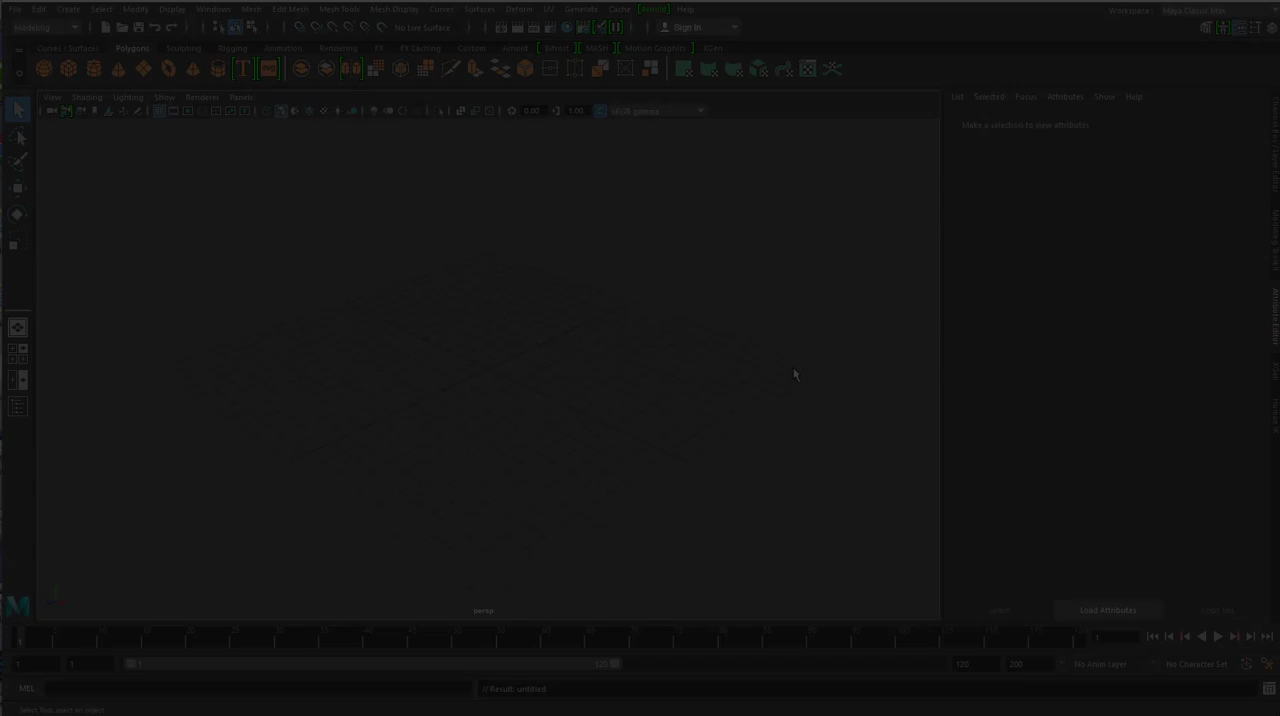 File Edit Create Select Modify Display Windows Mesh Edit Mesh Mesh Tools Mesh Display Curves Surfaces Deform UV Generate Cache [Arnold] Help
Workspace: Maya Classic Max
Modeling
No Live Surface
Sign In
Curves / Surfaces Polygons Sculpting Rigging Animation Rendering FX FX Caching Custom Arnold Bifrost MASH Motion Graphics XGen
View Shading Lighting Show Renderer Panels
0.00 1.00 sRGB gamma
List Selected Focus Attributes Show Help
Make a selection to view attributes
persp
Load Attributes
1
1 1 1 120 120 200 No Anim Layer No Character Set
MEL // Result: untitled
Select Tool: select an object